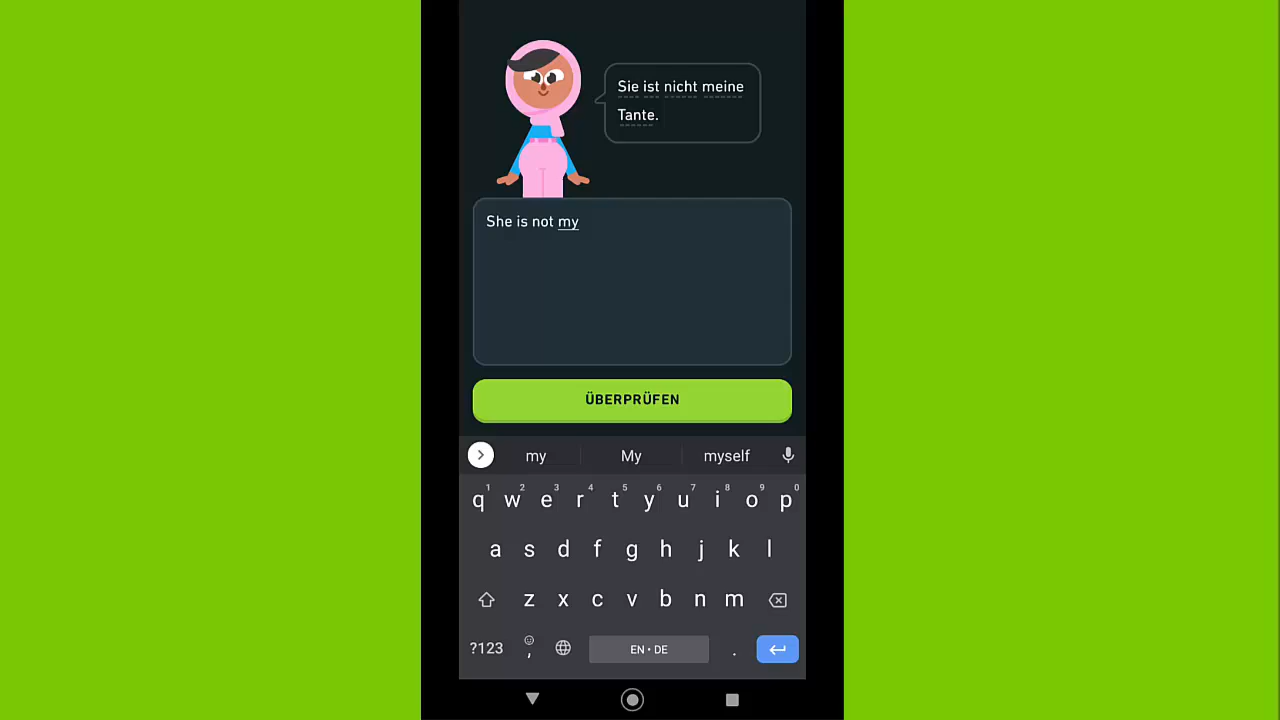 Sie ist nicht meine
Tante.
She is not my
ÜBERPRÜFEN
my My myself
1 2 3 4 5 6 7 8 9 0
q w e r t y u i o p
a s d f g h j k l
z x c v b n m
?123 , EN • DE .